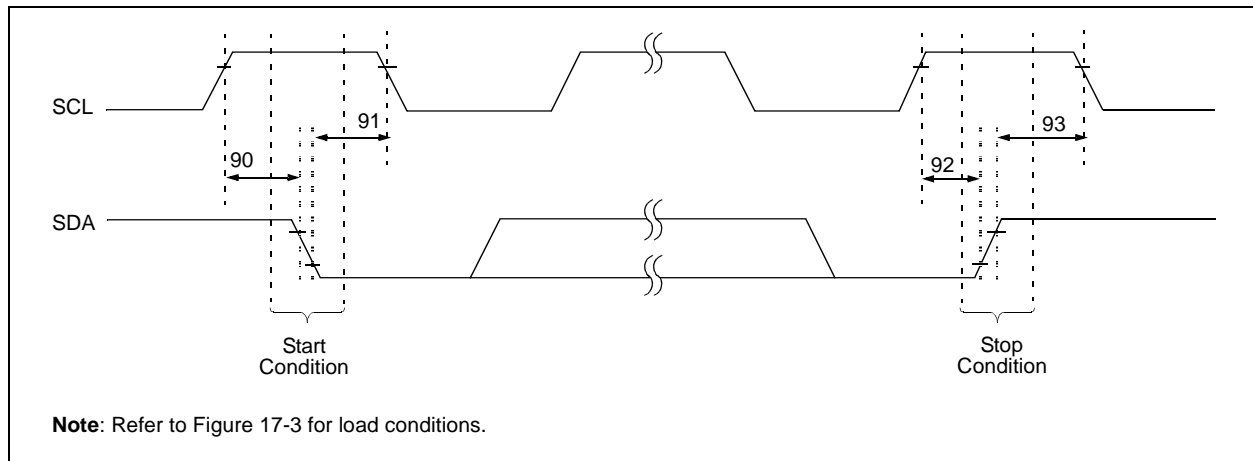 SCL
91
93
90
92
SDA
Start
Condition
Stop
Condition
Note: Refer to Figure 17-3 for load conditions.